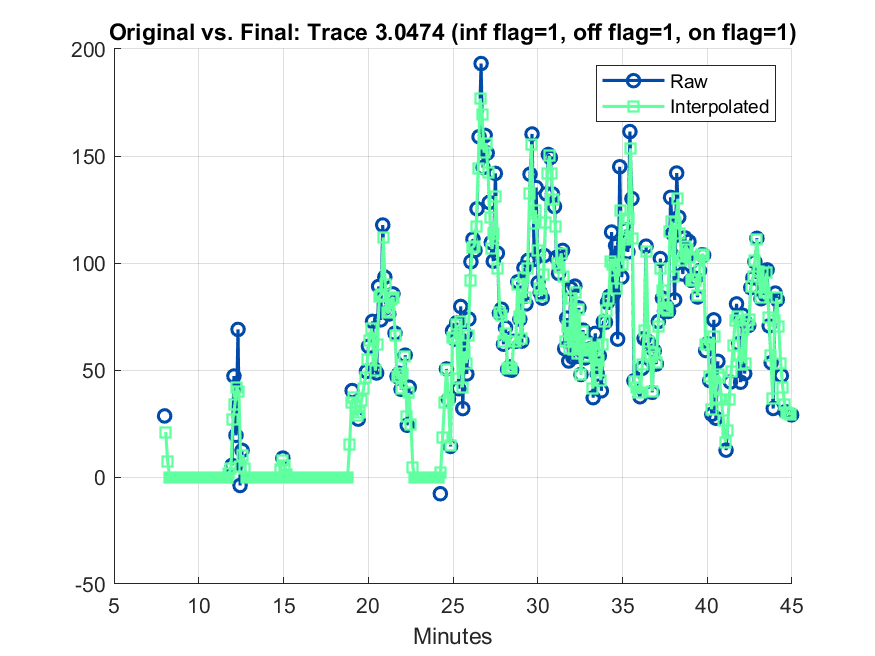 Original vs. Final: Trace 3.0474 (inf flag=1, off flag=1, on flag=1)
200
150
100
50
0
-50
Raw
Interpolated
5 10 15 20 25 30 35 40 45
Minutes